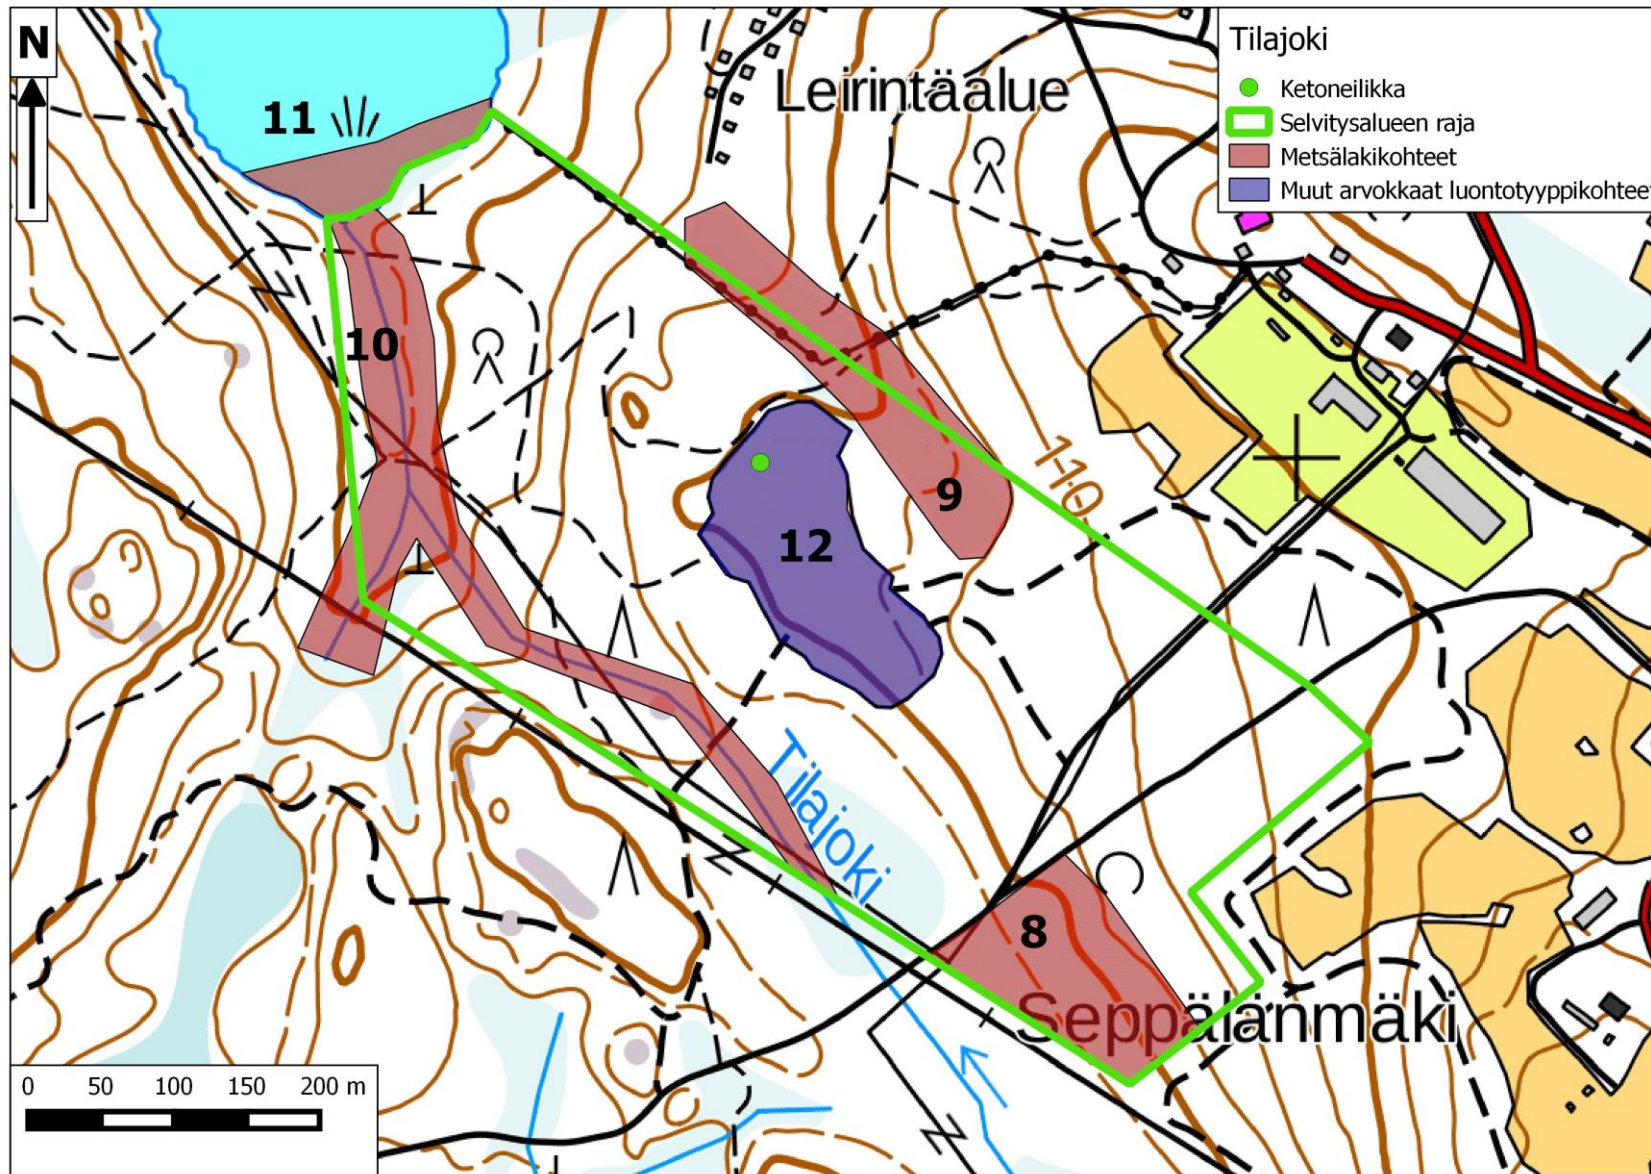 N
Tilajoki
Ketoneilikka
Selvitysalueen raja
Metsälakikohteet
Muut arvokkaat luontotyyppikohteet
Leirintäalue
11
10
9
110
12
Tilajoki
8
Seppälänmäki
0 50 100 150 200 m